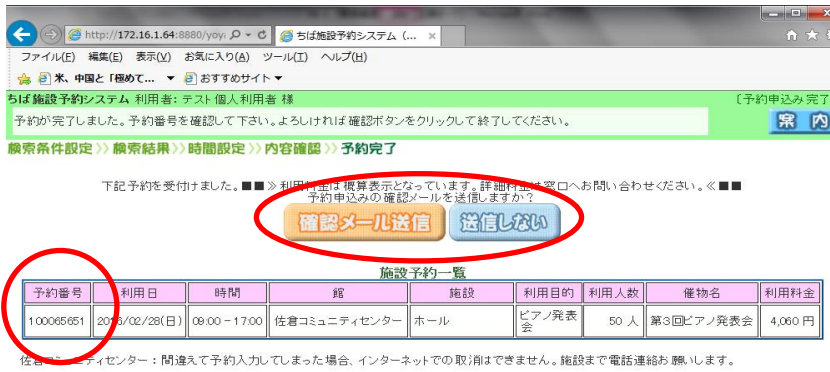 http://172.16.1.64:8880/yoy
ちば施設予約システム (...
ファイル(F) 編集(E) 表示(V) お気に入り(A) ツール(T) ヘルプ(H)
米、中国と「極めて... おすすめサイト
ちば施設予約システム 利用者: テスト個人利用者 様 〔予約申込み完了
予約が完了しました。予約番号を確認して下さい。よろしければ確認ボタンをクリックして終了してください。 案 内
検索条件設定>>検索結果>>時間設定>>内容確認>>予約完了
下記予約を受付けました。■■≫利用料金は概算表示となっています。詳細料金は窓口へお問い合わせください。≪■■
予約申込みの確認メールを送信しますか?
確認メール送信 送信しない
施設予約一覧
予約番号 利用日 時間 館 施設 利用目的 利用人数 催物名 利用料金
100065651 2016/02/28(日) 09:00-17:00 佐倉コミュニティセンター ホール ピアノ発表会 50 人 第3回ピアノ発表会 4,060 円
佐倉コミュニティセンター:間違えて予約入力してしまった場合、インターネットでの取消はできません。施設まで電話連絡お願いします。